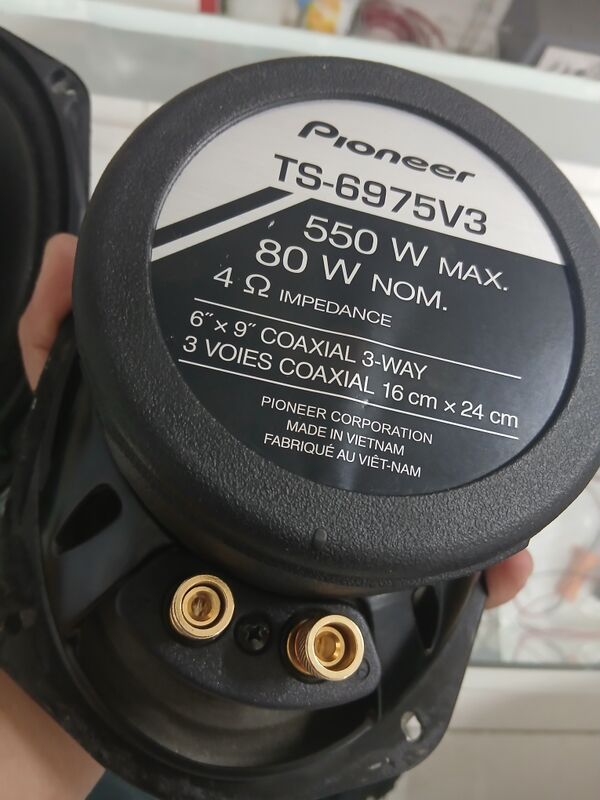 Pioneer
TS-6975V3
550 W MAX.
80 W NOM.
4 Ω IMPEDANCE
6″ × 9″ COAXIAL 3-WAY
3 VOIES COAXIAL 16 cm × 24 cm
PIONEER CORPORATION
MADE IN VIETNAM
FABRIQUÉ AU VIÊT-NAM